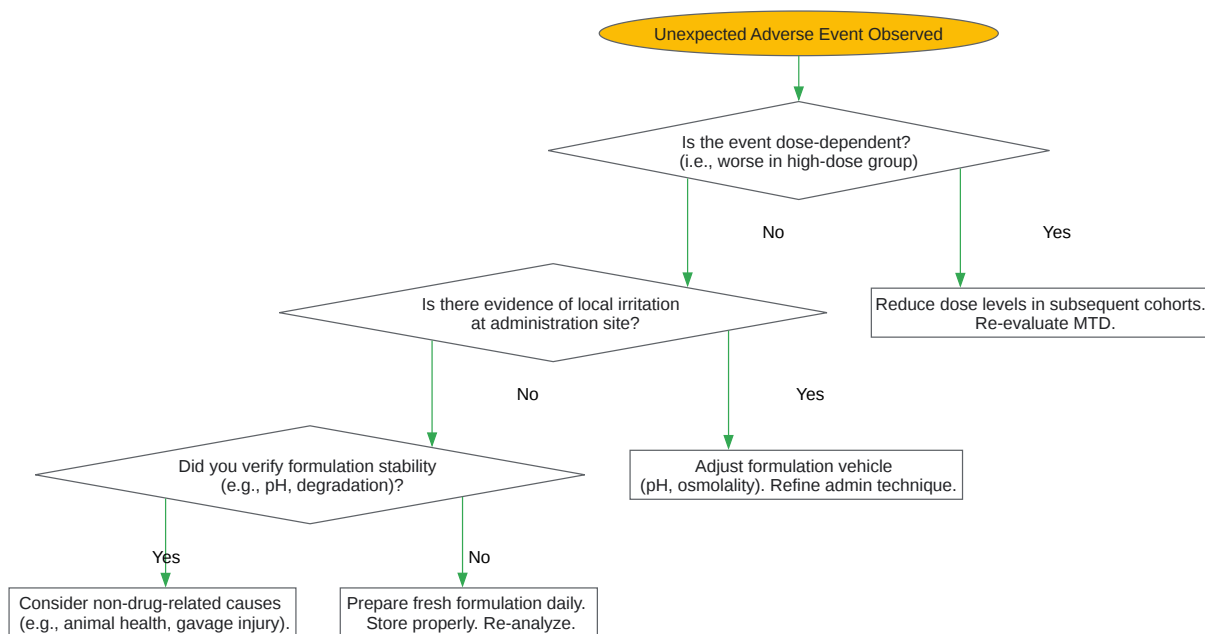 Unexpected Adverse Event Observed
Is the event dose-dependent?
(i.e., worse in high-dose group)
No
Yes
Is there evidence of local irritation
at administration site?
Reduce dose levels in subsequent cohorts.
Re-evaluate MTD.
No
Yes
Did you verify formulation stability
(e.g., pH, degradation)?
Adjust formulation vehicle
(pH, osmolality). Refine admin technique.
Yes
No
Consider non-drug-related causes
(e.g., animal health, gavage injury).
Prepare fresh formulation daily.
Store properly. Re-analyze.